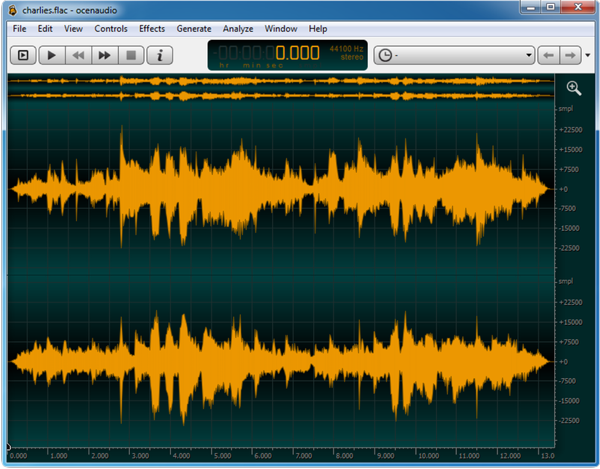 charlies.flac - ocenaudio
File Edit View Controls Effects Generate Analyze Window Help
-00:00:00.000 44100 Hz
hr min sec stereo
-
smpl
+22500
+15000
+7500
+0
-7500
-15000
-22500
smpl
+22500
+15000
+7500
+0
-7500
-15000
-22500
0.000 1.000 2.000 3.000 4.000 5.000 6.000 7.000 8.000 9.000 10.000 11.000 12.000 13.0